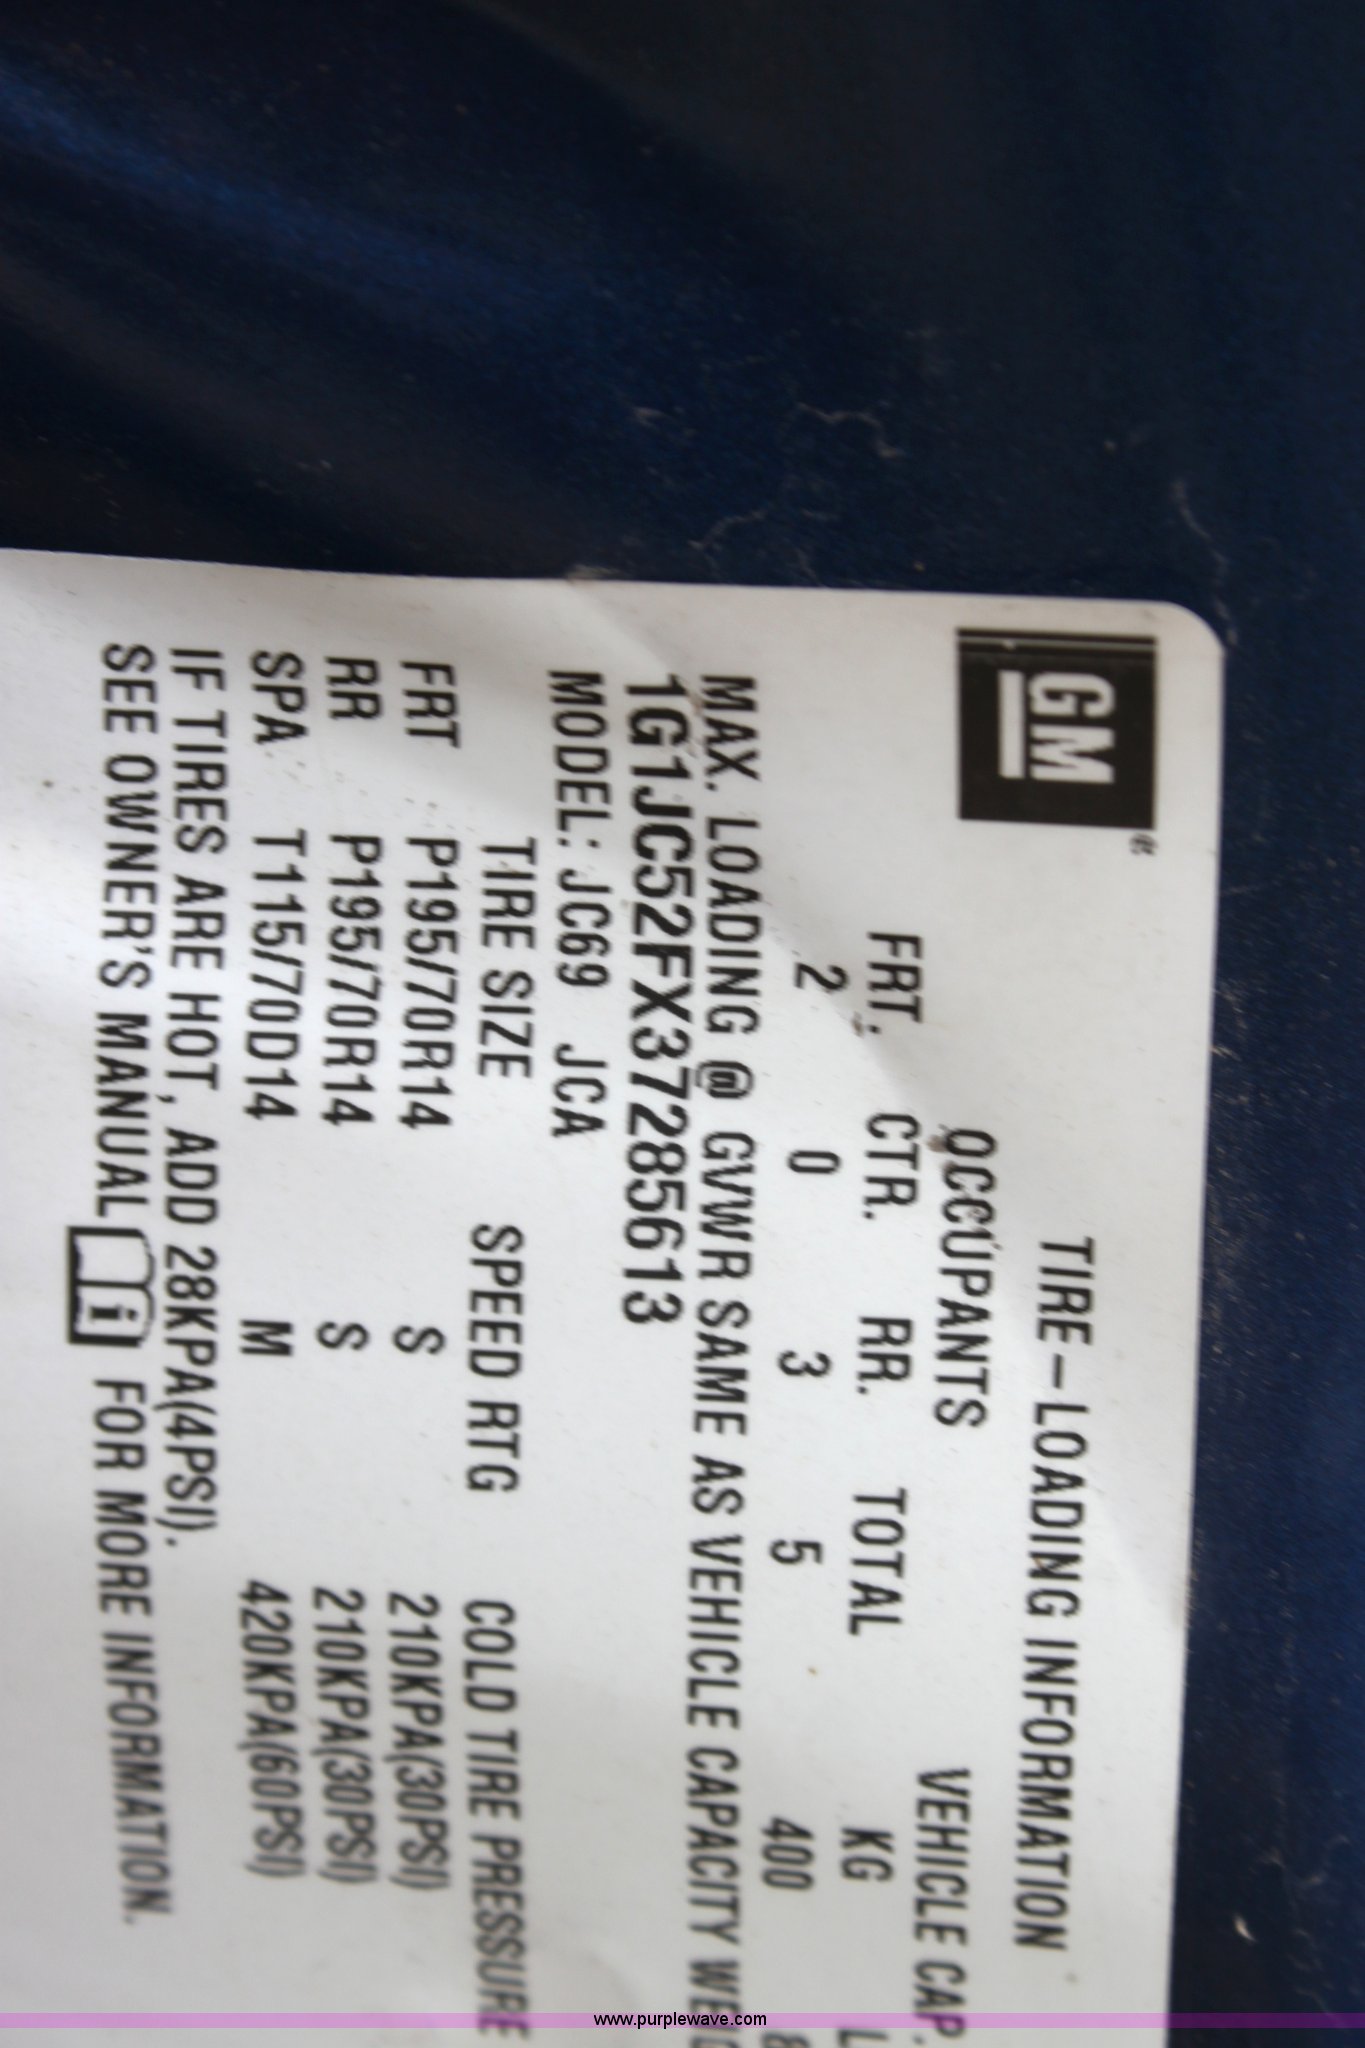 GM
TIRE-LOADING INFORMATION
OCCUPANTS VEHICLE CAP.
FRT. CTR. RR. TOTAL KG
2 0 3 5 400
MAX. LOADING @ GVWR SAME AS VEHICLE CAPACITY
1G1JC52FX37285613
MODEL: JC69 JCA
TIRE SIZE SPEED RTG COLD TIRE PRESSURE
FRT P195/70R14 S 210KPA(30PSI)
RR P195/70R14 S 210KPA(30PSI)
SPA T115/70D14 M 420KPA(60PSI)
IF TIRES ARE HOT, ADD 28KPA(4PSI).
SEE OWNER'S MANUAL i FOR MORE INFORMATION.
www.purplewave.com